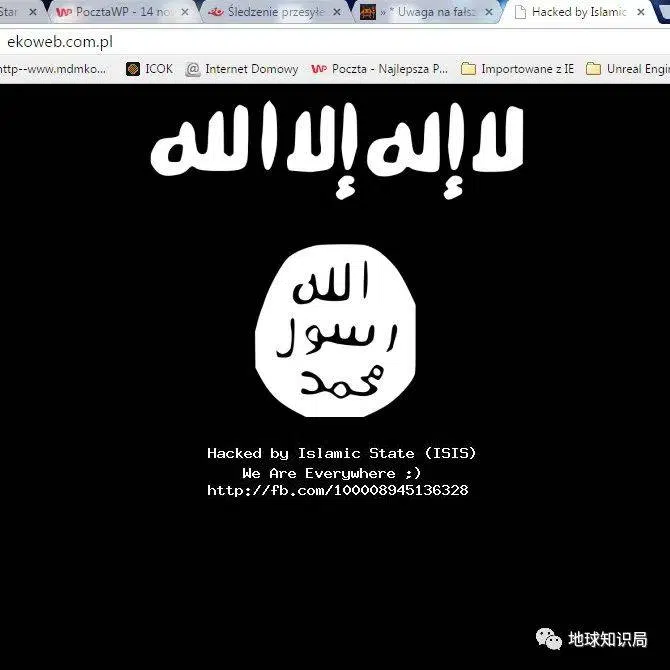 Star
PocztaWP - 14 no
Śledzenie przesyłe
» * Uwaga na fałsz
Hacked by Islamic
ekoweb.com.pl
http--www.mdmko...
ICOK
Internet Domowy
Poczta - Najlepsza P...
Importowane z IE
Unreal Engi
لا إله إلا الله
الله
رسول
محمد
Hacked by Islamic State (ISIS)
We Are Everywhere ;)
http://fb.com/100008945136328
地球知识局